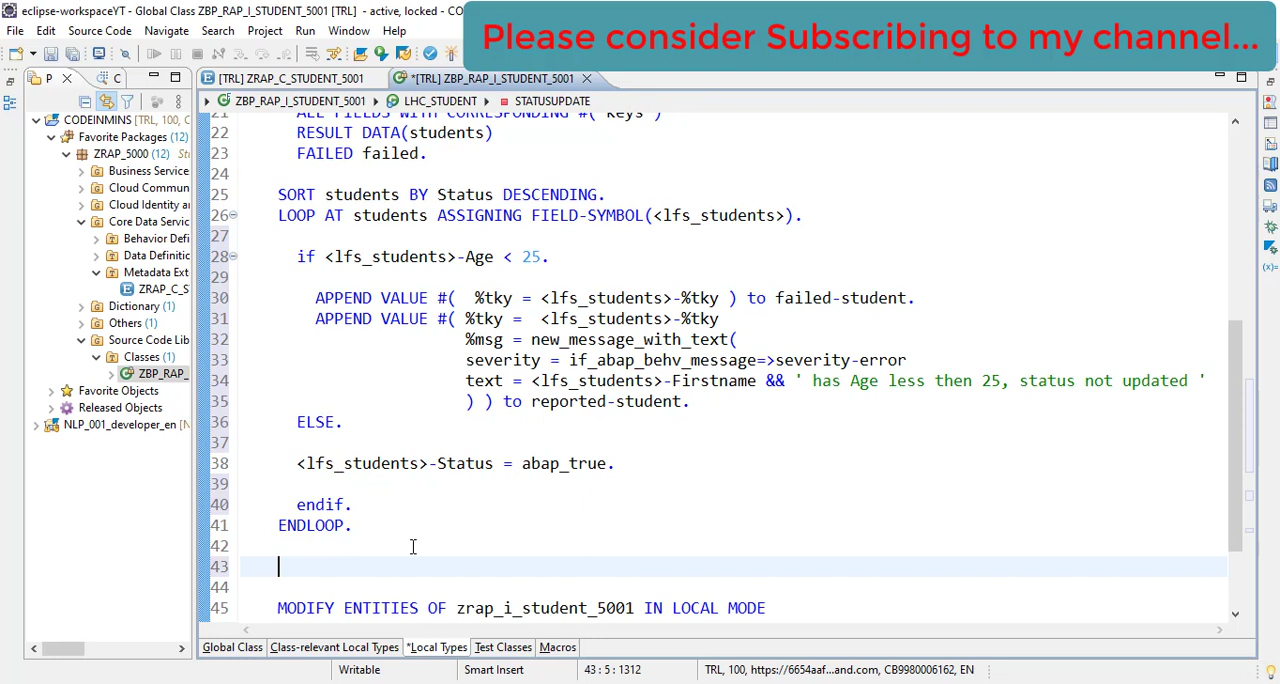 eclipse-workspaceYT - Global Class ZBP_RAP_I_STUDENT_5001 [TRL] - active, locked - CO
Please consider Subscribing to my channel...
File Edit Source Code Navigate Search Project Run Window Help
P C [TRL] ZRAP_C_STUDENT_5001 *[TRL] ZBP_RAP_I_STUDENT_5001
ZBP_RAP_I_STUDENT_5001 LHC_STUDENT STATUSUPDATE
CODEINMINS [TRL, 100, C
Favorite Packages (12)
ZRAP_5000 (12) St
Business Service
Cloud Commun
Cloud Identity ar
Core Data Servic
Behavior Defi
Data Definitic
Metadata Ext
ZRAP_C_S
Dictionary (1)
Others (1)
Source Code Lib
Classes (1)
ZBP_RAP_
Favorite Objects
Released Objects
NLP_001_developer_en [N
21 ALL FIELDS WITH CORRESPONDING #( keys )
22 RESULT DATA(students)
23 FAILED failed.
24
25 SORT students BY Status DESCENDING.
26 LOOP AT students ASSIGNING FIELD-SYMBOL(<lfs_students>).
27
28 if <lfs_students>-Age < 25.
29
30 APPEND VALUE #( %tky = <lfs_students>-%tky ) to failed-student.
31 APPEND VALUE #( %tky = <lfs_students>-%tky
32 %msg = new_message_with_text(
33 severity = if_abap_behv_message=>severity-error
34 text = <lfs_students>-Firstname && ' has Age less then 25, status not updated '
35 ) ) to reported-student.
36 ELSE.
37
38 <lfs_students>-Status = abap_true.
39
40 endif.
41 ENDLOOP.
42
43
44
45 MODIFY ENTITIES OF zrap_i_student_5001 IN LOCAL MODE
Global Class Class-relevant Local Types *Local Types Test Classes Macros
Writable Smart Insert 43 : 5 : 1312 TRL, 100, https://6654aaf...and.com, CB9980006162, EN